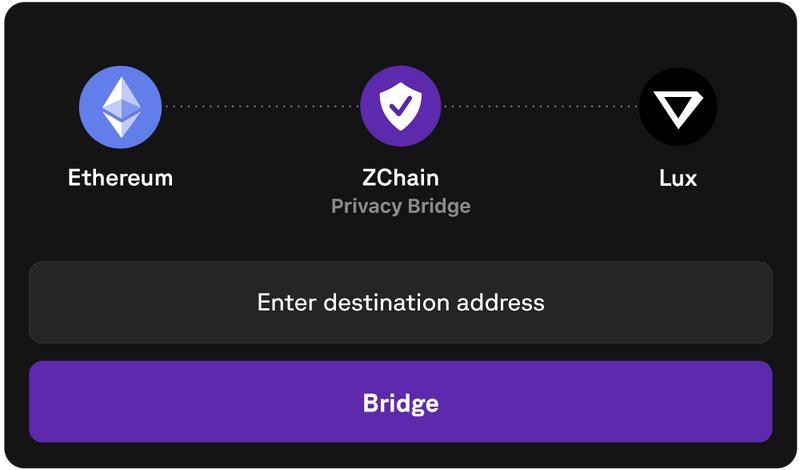 Ethereum
ZChain
Lux
Privacy Bridge
Enter destination address
Bridge